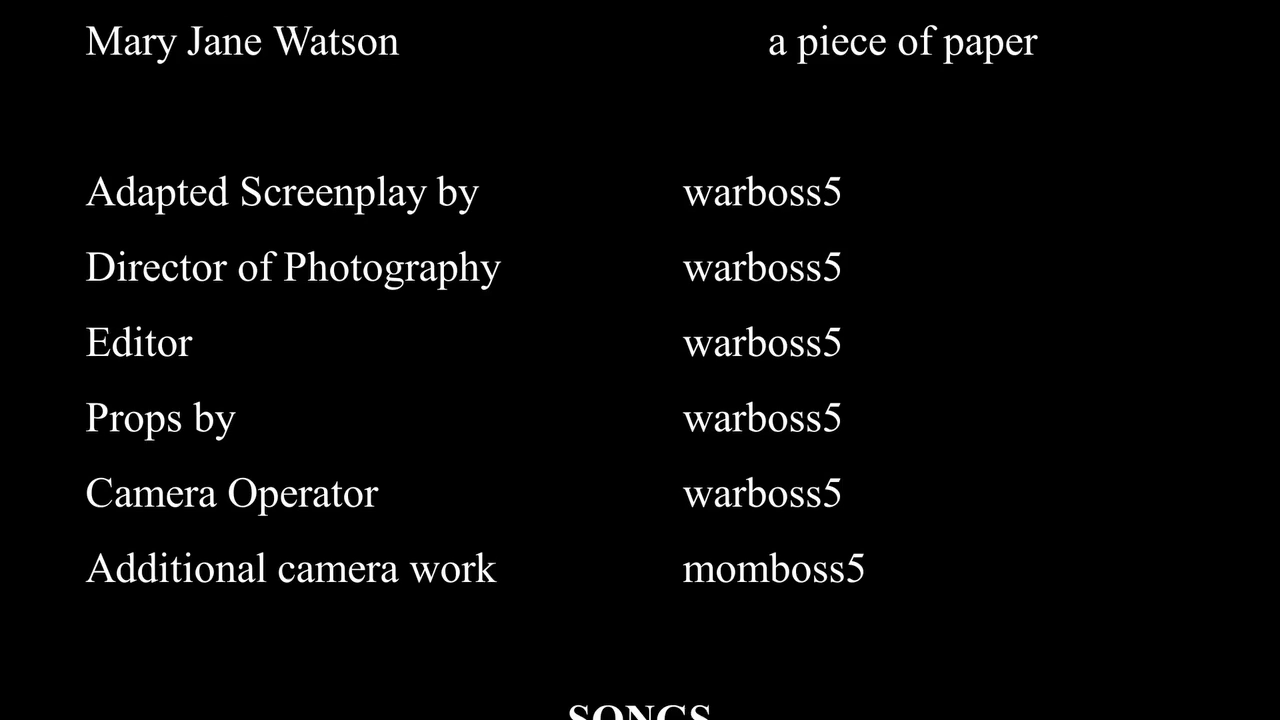 Mary Jane Watson a piece of paper
Adapted Screenplay by warboss5
Director of Photography warboss5
Editor warboss5
Props by warboss5
Camera Operator warboss5
Additional camera work momboss5
SONGS